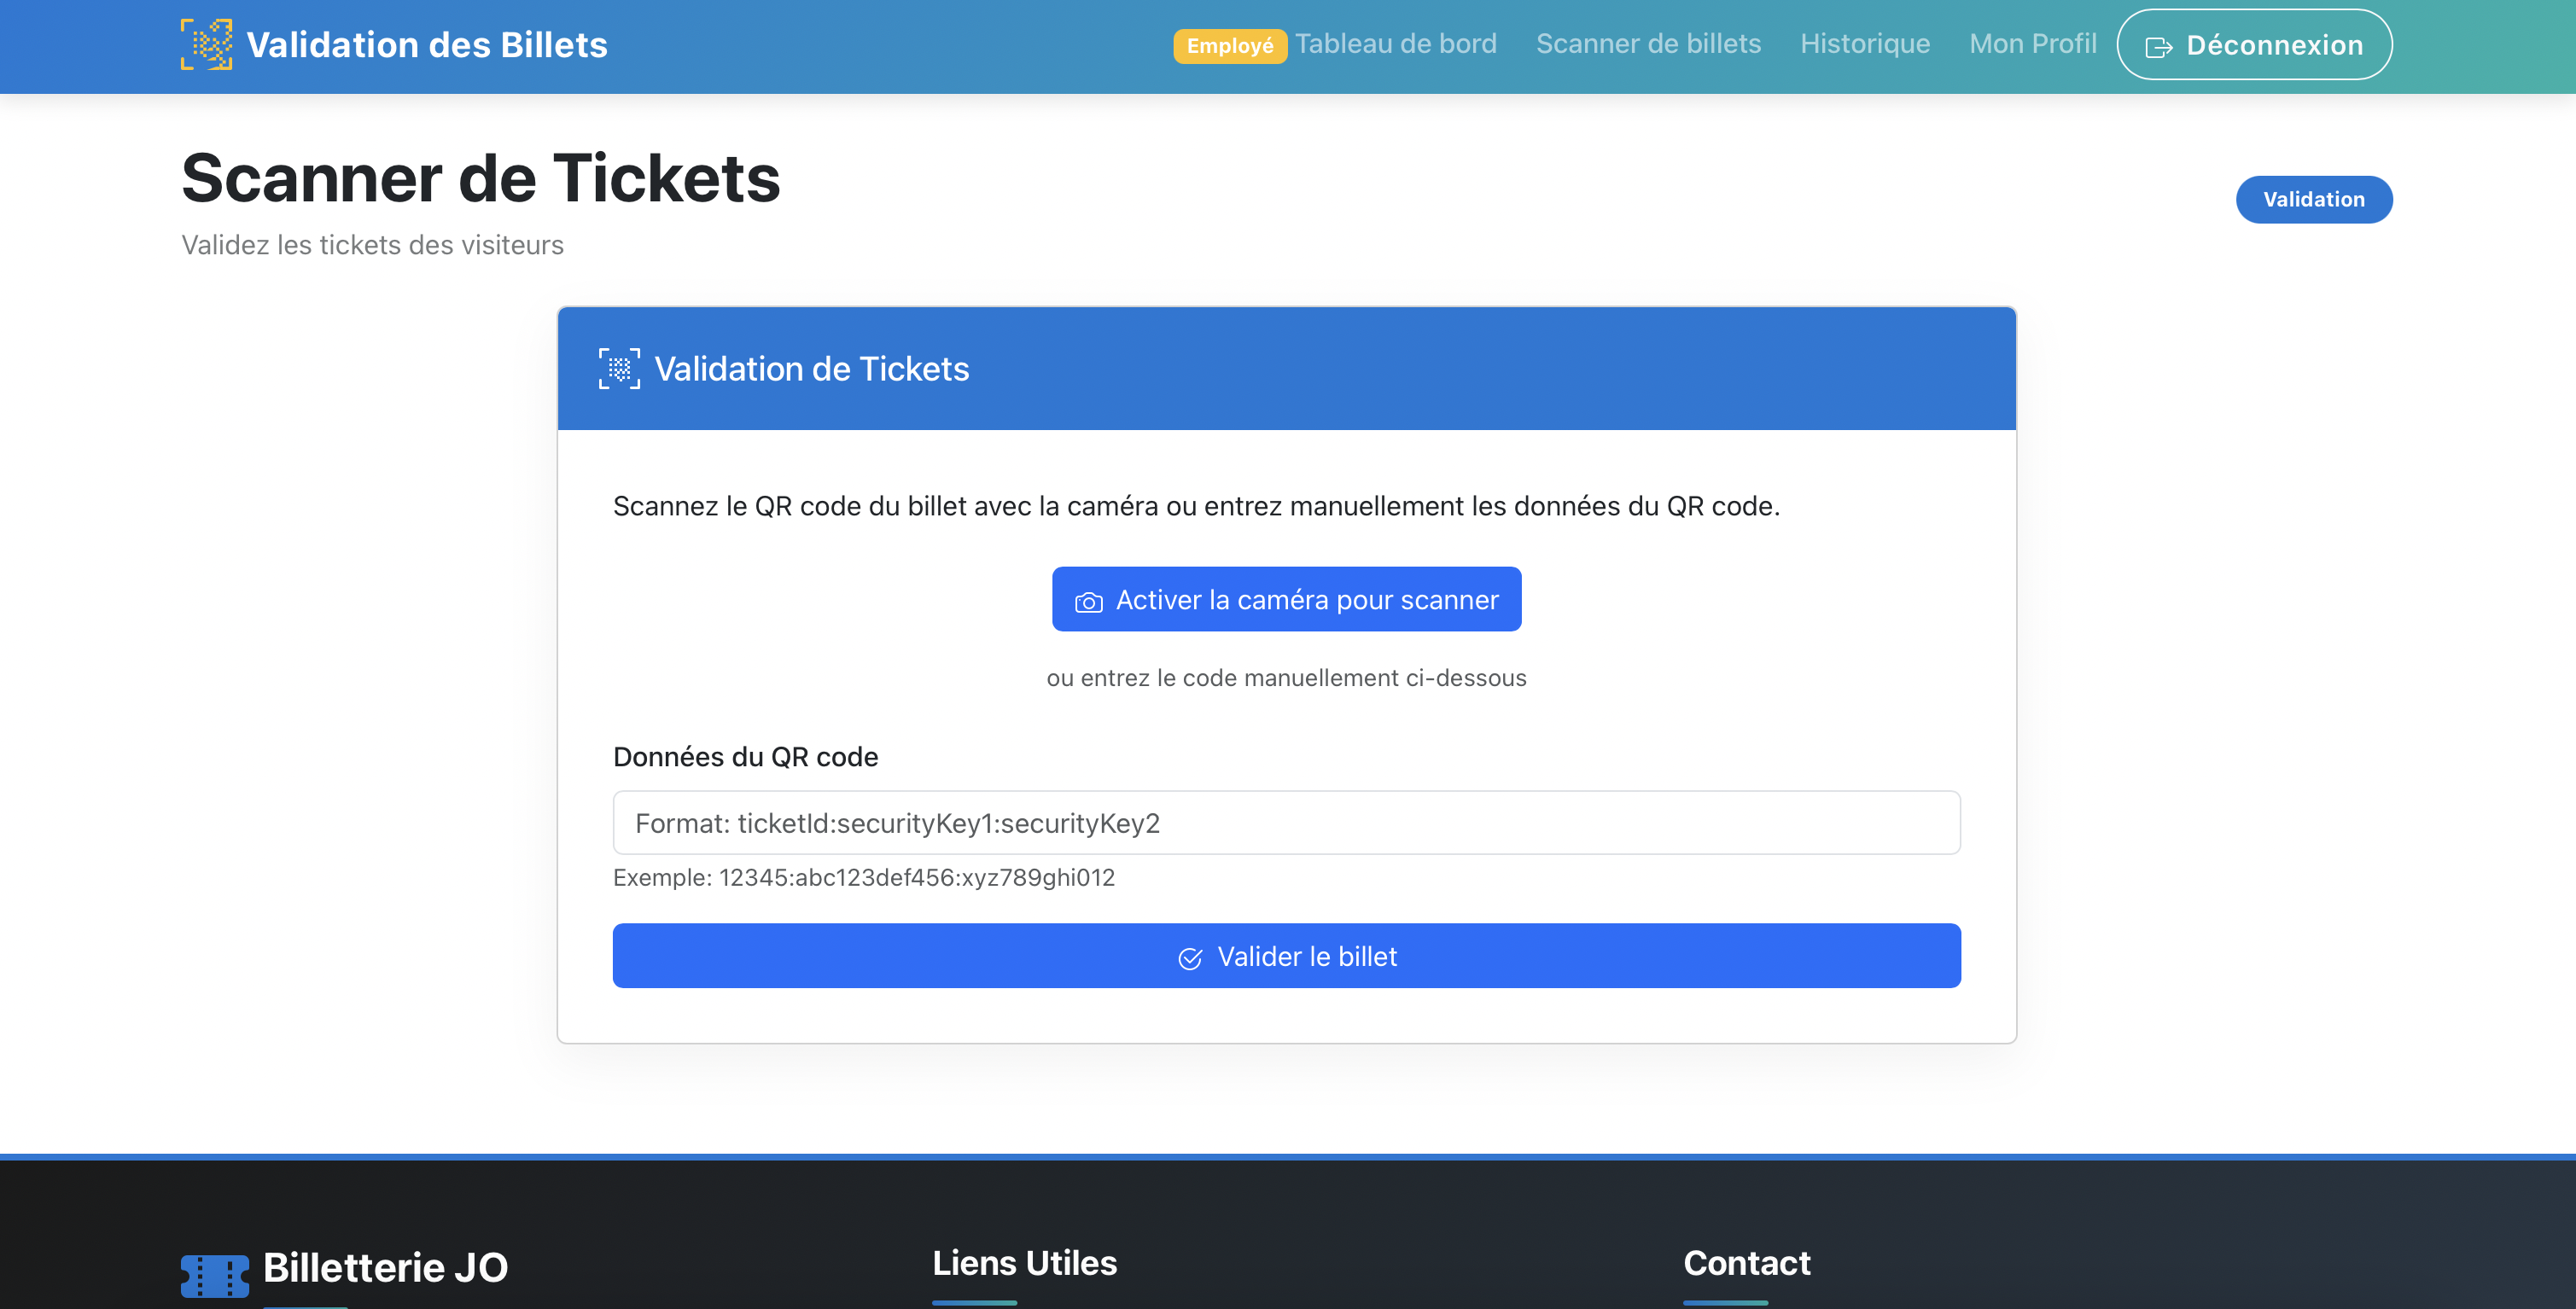 Validation des Billets
Employé
Tableau de bord
Scanner de billets
Historique
Mon Profil
Déconnexion
Scanner de Tickets
Validation
Validez les tickets des visiteurs
Validation de Tickets
Scannez le QR code du billet avec la caméra ou entrez manuellement les données du QR code.
Activer la caméra pour scanner
ou entrez le code manuellement ci-dessous
Données du QR code
Format: ticketId:securityKey1:securityKey2
Exemple: 12345:abc123def456:xyz789ghi012
Valider le billet
Billetterie JO
Liens Utiles
Contact